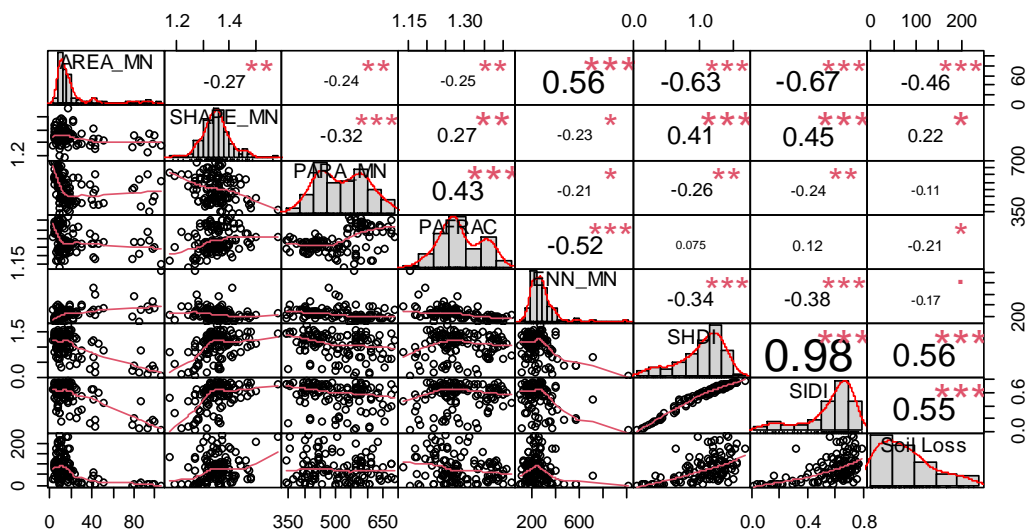 1.2 1.4 1.15 1.30 0.0 1.0 0 100 200
AREA_MN -0.27 ** -0.24 ** -0.25 ** 0.56 *** -0.63 *** -0.67 *** -0.46 *** 0 60
1.2 SHAPE_MN -0.32 *** 0.27 ** -0.23 * 0.41 *** 0.45 *** 0.22 *
PARA_MN 0.43 *** -0.21 * -0.26 ** -0.24 ** -0.11 350 700
1.15 PAFRAC -0.52 *** 0.075 0.12 -0.21 *
ENN_MN -0.34 *** -0.38 *** -0.17 . 200
0.0 1.5 SHDI 0.98 *** 0.56 ***
SIDI 0.55 *** 0.0 0.6
0 200 Soil Loss
0 40 80 350 500 650 200 600 0.0 0.4 0.8